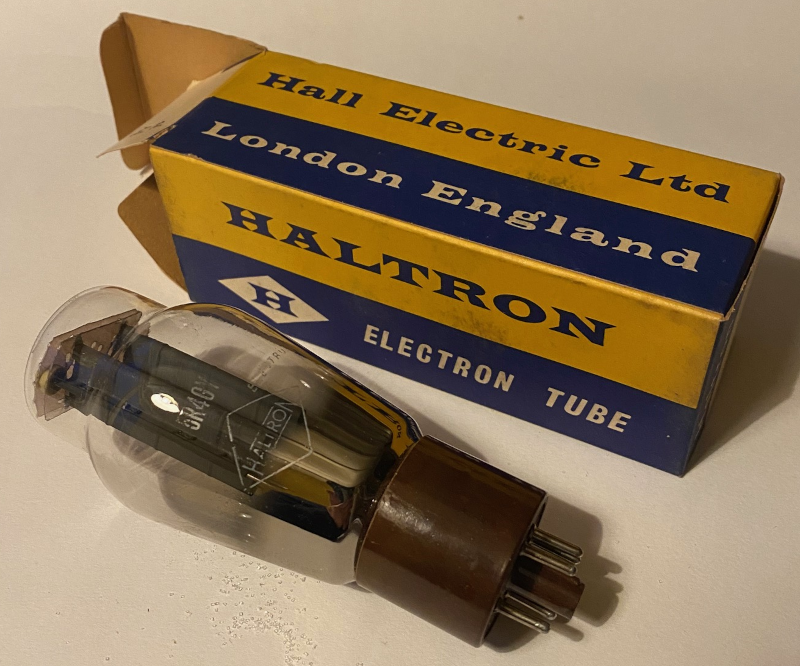 Hall Electric Ltd
London England
HALTRON
H
ELECTRON TUBE
5R4GY
HALTRON